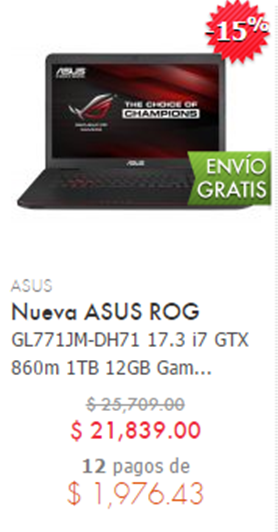 -15%
ASUS
THE CHOICE OF
CHAMPIONS
ASUS
ENVÍO
GRATIS
ASUS
Nueva ASUS ROG
GL771JM-DH71 17.3 i7 GTX
860m 1TB 12GB Gam...
$ 25,709.00
$ 21,839.00
12 pagos de
$ 1,976.43